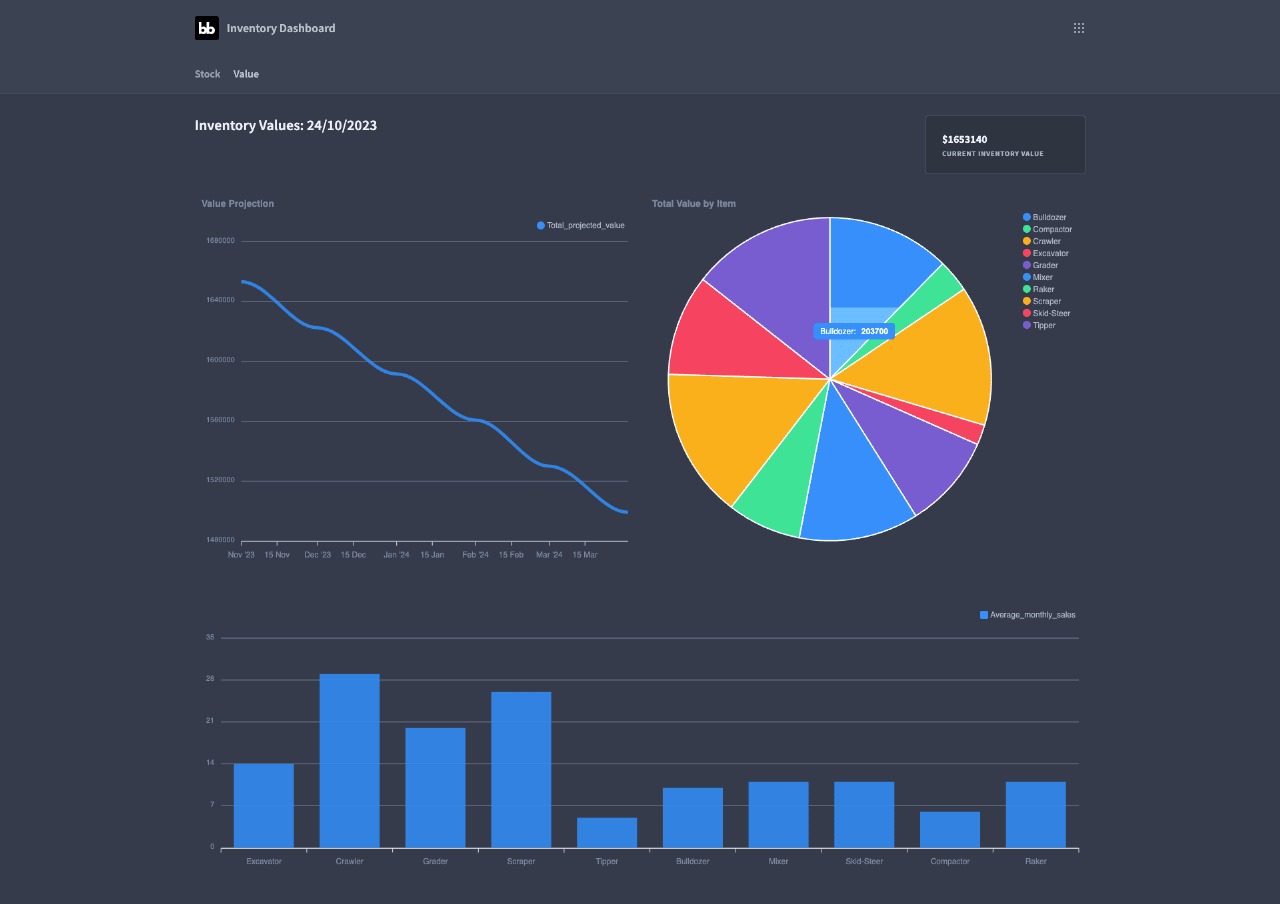 bb Inventory Dashboard
Stock Value
Inventory Values: 24/10/2023
$1653140
CURRENT INVENTORY VALUE
Value Projection
Total_projected_value
1680000
1640000
1600000
1560000
1520000
1480000
Nov '23 15 Nov Dec '23 15 Dec Jan '24 15 Jan Feb '24 15 Feb Mar '24 15 Mar
Total Value by Item
Bulldozer
Compactor
Crawler
Excavator
Grader
Mixer
Raker
Scraper
Skid-Steer
Tipper
Bulldozer: 203700
Average_monthly_sales
35
28
21
14
7
0
Excavator Crawler Grader Scraper Tipper Bulldozer Mixer Skid-Steer Compactor Raker